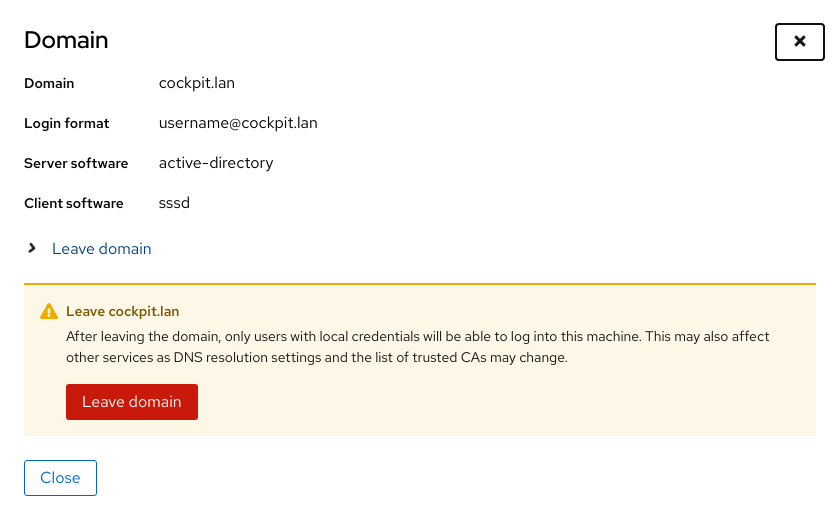 Domain
Domain cockpit.lan
Login format username@cockpit.lan
Server software active-directory
Client software sssd
Leave domain
Leave cockpit.lan
After leaving the domain, only users with local credentials will be able to log into this machine. This may also affect
other services as DNS resolution settings and the list of trusted CAs may change.
Leave domain
Close